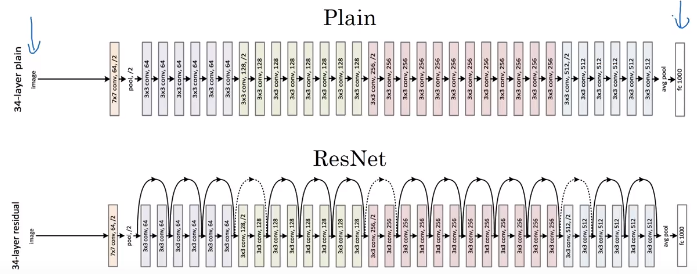 Plain
34-layer plain
image
7x7 conv, 64, /2
pool, /2
3x3 conv, 64
3x3 conv, 64
3x3 conv, 64
3x3 conv, 64
3x3 conv, 64
3x3 conv, 64
3x3 conv, 128, /2
3x3 conv, 128
3x3 conv, 128
3x3 conv, 128
3x3 conv, 128
3x3 conv, 128
3x3 conv, 128
3x3 conv, 128
3x3 conv, 256, /2
3x3 conv, 256
3x3 conv, 256
3x3 conv, 256
3x3 conv, 256
3x3 conv, 256
3x3 conv, 256
3x3 conv, 256
3x3 conv, 256
3x3 conv, 256
3x3 conv, 256
3x3 conv, 256
3x3 conv, 512, /2
3x3 conv, 512
3x3 conv, 512
3x3 conv, 512
3x3 conv, 512
3x3 conv, 512
avg pool
fc 1000
ResNet
34-layer residual
image
7x7 conv, 64, /2
pool, /2
3x3 conv, 64
3x3 conv, 64
3x3 conv, 64
3x3 conv, 64
3x3 conv, 64
3x3 conv, 64
3x3 conv, 128, /2
3x3 conv, 128
3x3 conv, 128
3x3 conv, 128
3x3 conv, 128
3x3 conv, 128
3x3 conv, 128
3x3 conv, 128
3x3 conv, 256, /2
3x3 conv, 256
3x3 conv, 256
3x3 conv, 256
3x3 conv, 256
3x3 conv, 256
3x3 conv, 256
3x3 conv, 256
3x3 conv, 256
3x3 conv, 256
3x3 conv, 256
3x3 conv, 256
3x3 conv, 512, /2
3x3 conv, 512
3x3 conv, 512
3x3 conv, 512
3x3 conv, 512
3x3 conv, 512
avg pool
fc 1000